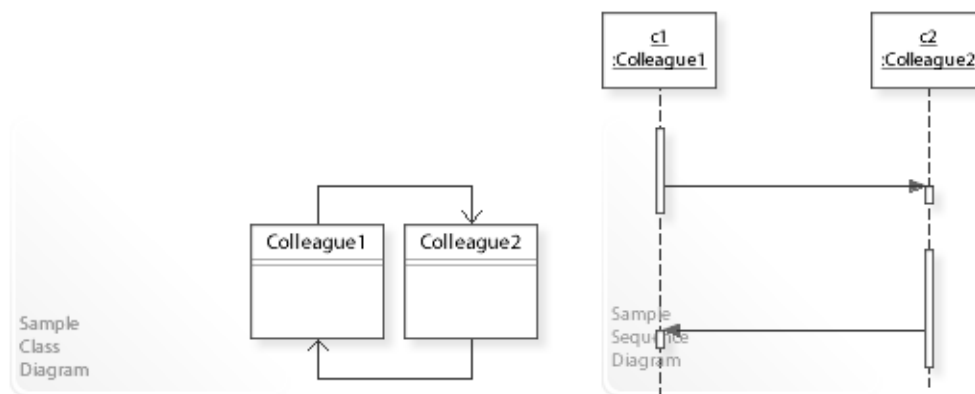 c1
:Colleague1
c2
:Colleague2
Colleague1
Colleague2
Sample
Class
Diagram
Sample
Sequence
Diagram